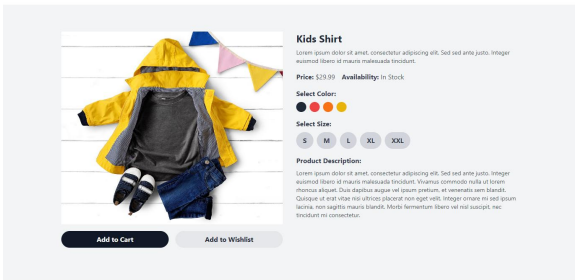 Kids Shirt
Lorem ipsum dolor sit amet, consectetur adipiscing elit. Sed sed ante justo. Integer
euismod libero id mauris malesuada tincidunt.
Price: $29.99 Availability: In Stock
Select Color:
Select Size:
S M L XL XXL
Product Description:
Lorem ipsum dolor sit amet, consectetur adipiscing elit. Sed sed ante justo. Integer
euismod libero id mauris malesuada tincidunt. Vivamus commodo nulla ut lorem
rhoncus aliquet. Duis dapibus augue vel ipsum pretium, et venenatis sem blandit.
Quisque ut erat vitae nisi ultrices placerat non eget velit. Integer ornare mi sed ipsum
lacinia, non sagittis mauris blandit. Morbi fermentum libero vel nisl suscipit, nec
tincidunt mi consectetur.
Add to Cart Add to Wishlist